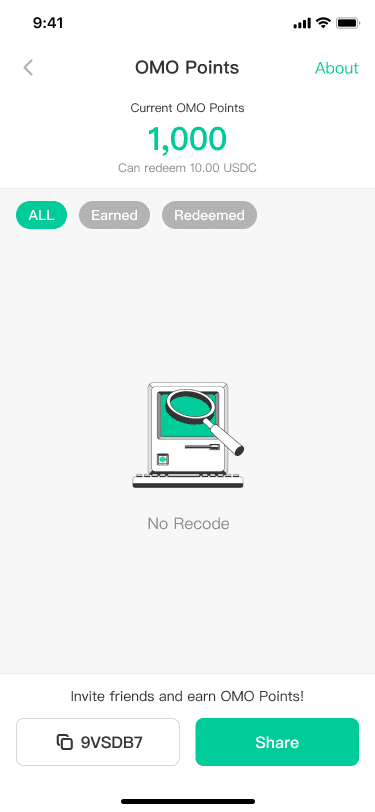 9:41
OMO Points
About
Current OMO Points
1,000
Can redeem 10.00 USDC
ALL
Earned
Redeemed
No Recode
Invite friends and earn OMO Points!
9VSDB7
Share